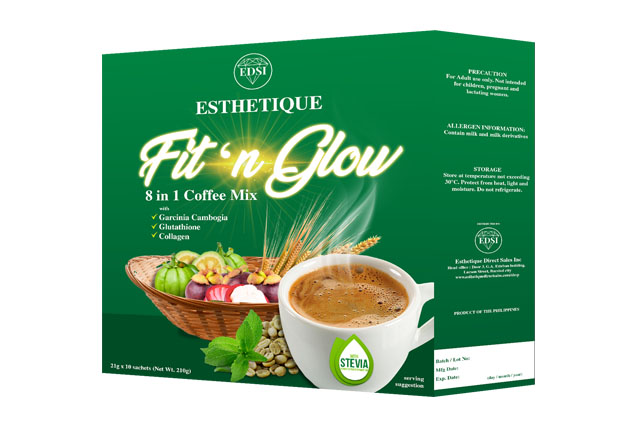 EDSI
ESTHETIQUE
Fit 'n Glow
8 in 1 Coffee Mix
with
Garcinia Cambogia
Glutathione
Collagen
STEVIA
21g x 10 sachets (Net Wt. 210g)
serving
suggestion
PRECAUTION
For Adult use only. Not intended
for children, pregnant and
lactating women.
ALLERGEN INFORMATION:
Contain milk and milk derivatives
STORAGE
Store at temperature not exceeding
30°C. Protect from heat, light and
moisture. Do not refrigerate.
EDSI
Esthetique Direct Sales Inc
PRODUCT OF THE PHILIPPINES
Batch / Lot No:
Mfg Date:
Exp. Date:
(day / month / year)